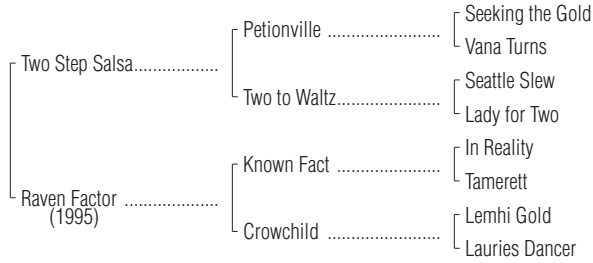 Seeking the Gold
Petionville ....................
Vana Turns
Two Step Salsa..................
Seattle Slew
Two to Waltz....................
Lady for Two
In Reality
Known Fact ....................
Tamerett
Raven Factor ..................
(1995)
Lemhi Gold
Crowchild ....................
Lauries Dancer